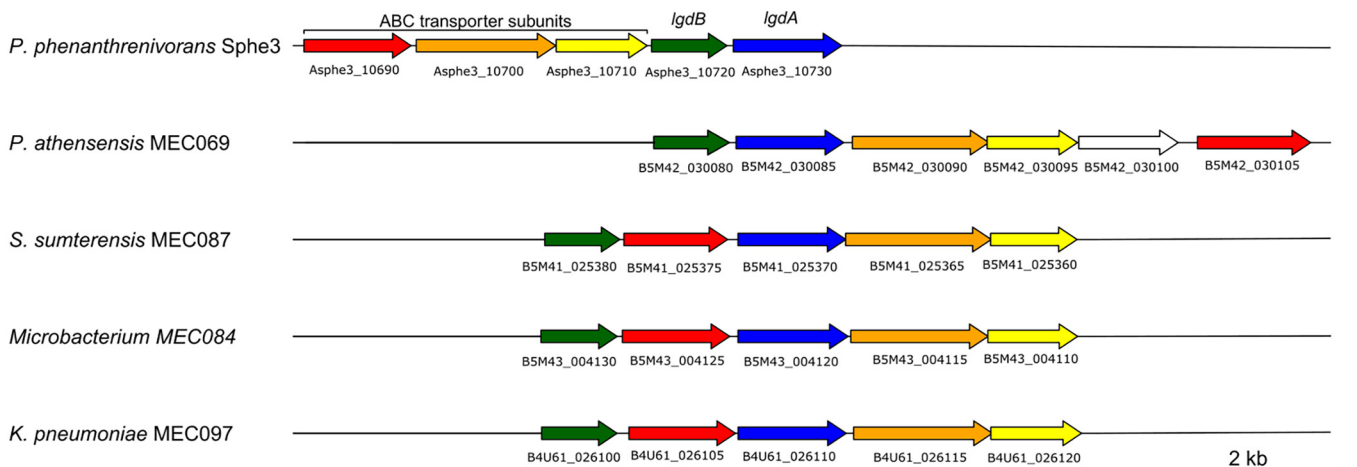 ABC transporter subunits lgdB lgdA
P. phenanthrenivorans Sphe3
Asphe3_10690 Asphe3_10700 Asphe3_10710 Asphe3_10720 Asphe3_10730
P. athensensis MEC069
B5M42_030080 B5M42_030085 B5M42_030090 B5M42_030095 B5M42_030100 B5M42_030105
S. sumterensis MEC087
B5M41_025380 B5M41_025375 B5M41_025370 B5M41_025365 B5M41_025360
Microbacterium MEC084
B5M43_004130 B5M43_004125 B5M43_004120 B5M43_004115 B5M43_004110
K. pneumoniae MEC097
B4U61_026100 B4U61_026105 B4U61_026110 B4U61_026115 B4U61_026120
2 kb